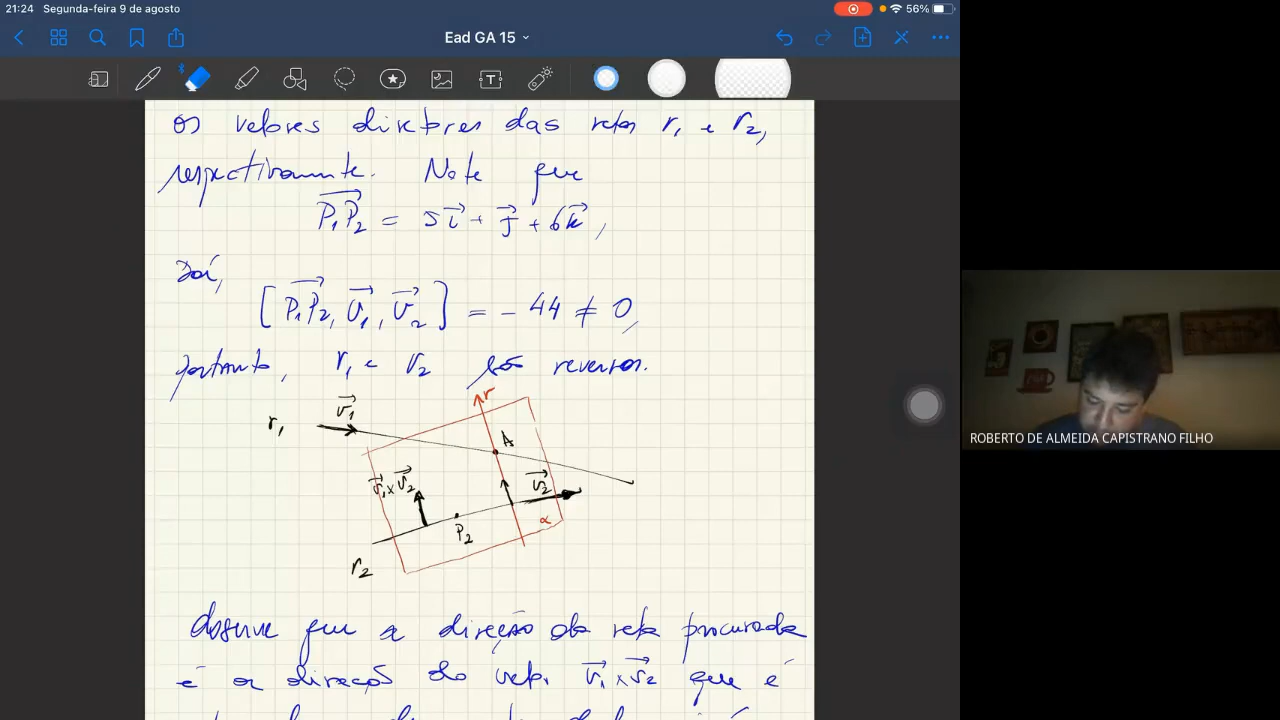 21:24 Segunda-feira 9 de agosto
56%
Ead GA 15
os vetores diretores das retas r₁ e r₂,
respectivamente. Note que
P₁P₂ = 5i + j + 6k,
Daí,
[P₁P₂, v₁, v₂] = - 44 ≠ 0,
portanto, r₁ e r₂ são reversas.
r
v₁
r₁
A
v₁ x v₂
v₂
P₂
α
r₂
ROBERTO DE ALMEIDA CAPISTRANO FILHO
Observe que a direção da reta procurada
é a direção do vet. v₁ x v₂ que é